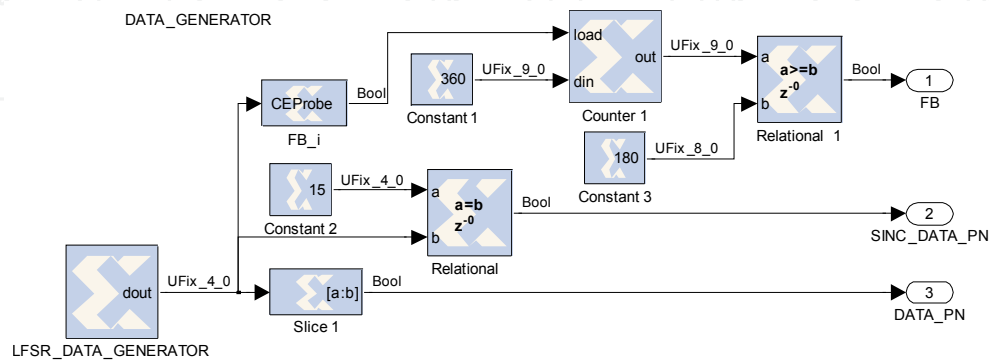 DATA_GENERATOR
load
UFix_9_0
out
a
a>=b
z-0
Bool
1
FB
360
UFix_9_0
din
b
Constant 1
Counter 1
Relational 1
CEProbe
Bool
FB_i
180
UFix_8_0
Constant 3
15
UFix_4_0
a
a=b
z-0
Bool
2
SINC_DATA_PN
Constant 2
b
Relational
dout
UFix_4_0
[a:b]
Bool
3
DATA_PN
Slice 1
LFSR_DATA_GENERATOR